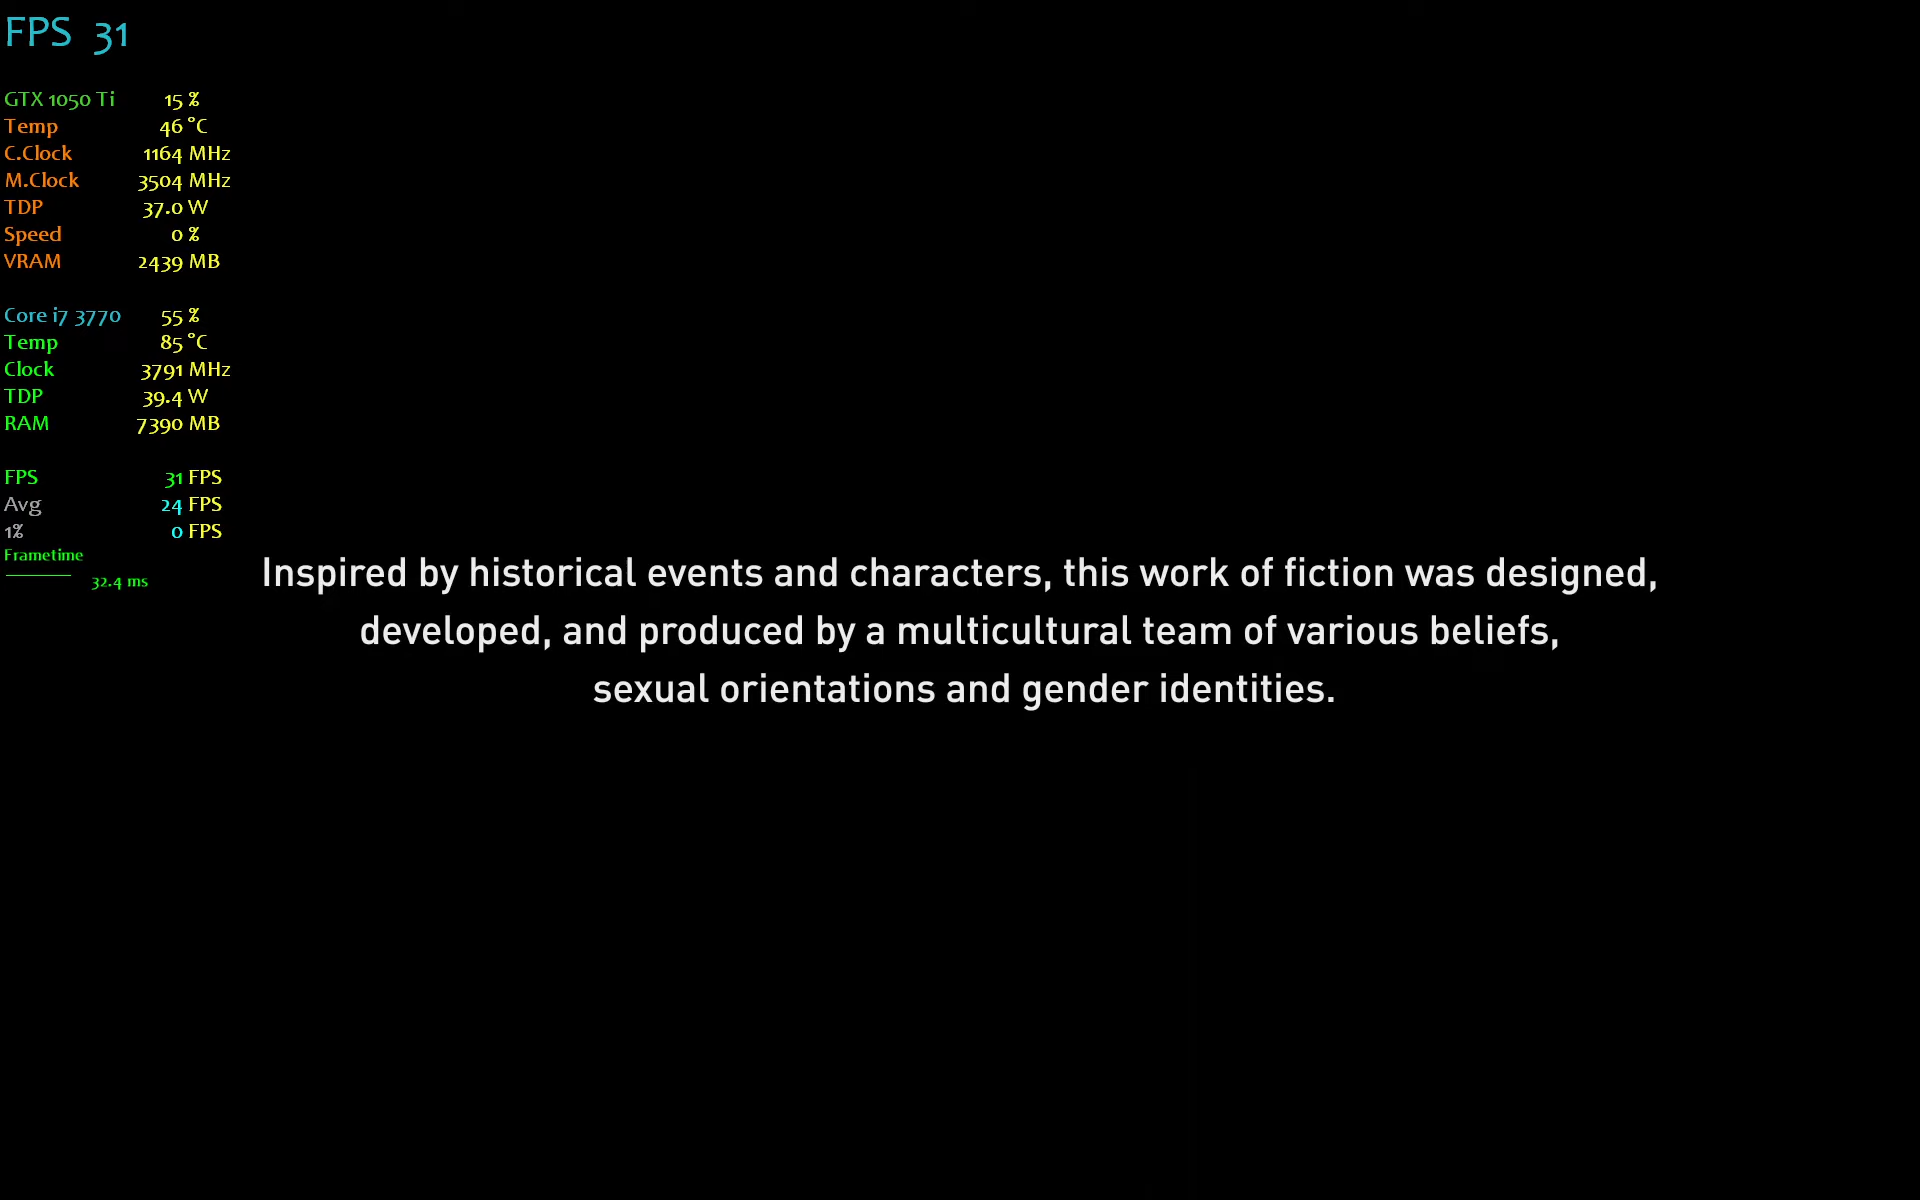 FPS 31
GTX 1050 Ti 15 %
Temp 46 °C
C.Clock 1164 MHz
M.Clock 3504 MHz
TDP 37.0 W
Speed 0 %
VRAM 2439 MB
Core i7 3770 55 %
Temp 85 °C
Clock 3791 MHz
TDP 39.4 W
RAM 7390 MB
FPS 31 FPS
Avg 24 FPS
1% 0 FPS
Frametime
32.4 ms
Inspired by historical events and characters, this work of fiction was designed,
developed, and produced by a multicultural team of various beliefs,
sexual orientations and gender identities.